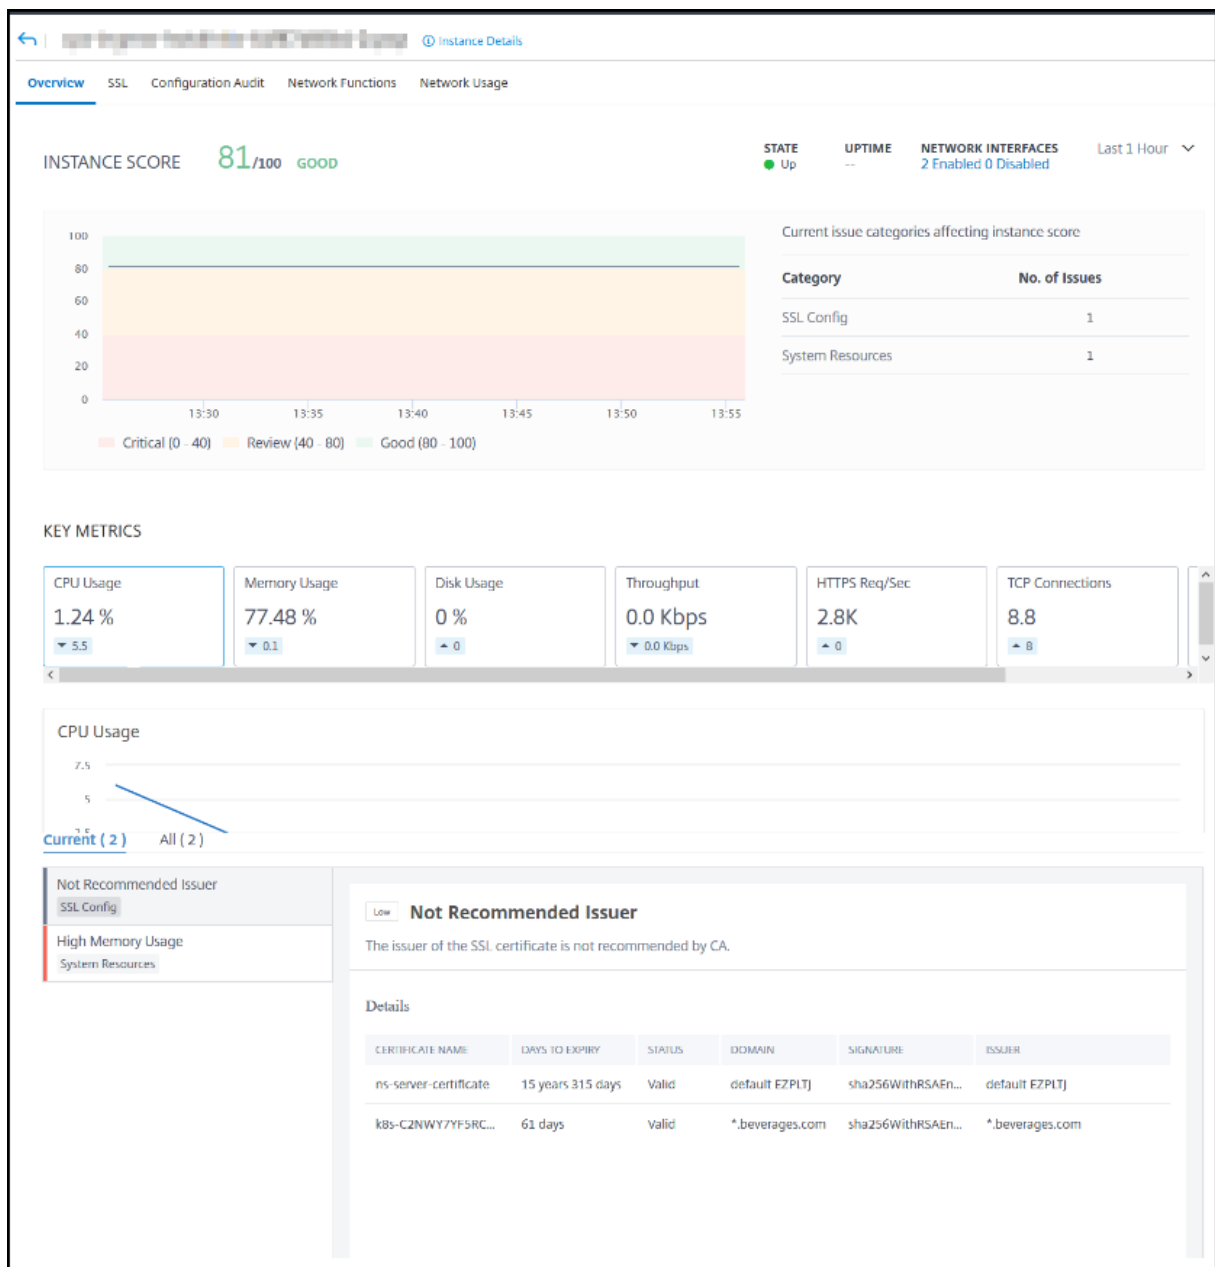 Instance Details
Overview SSL Configuration Audit Network Functions Network Usage
INSTANCE SCORE 81/100 GOOD
STATE UPTIME NETWORK INTERFACES Last 1 Hour
Up -- 2 Enabled 0 Disabled
Current issue categories affecting instance score
Category No. of Issues
SSL Config 1
System Resources 1
100
80
60
40
20
0
13:30 13:35 13:40 13:45 13:50 13:55
Critical (0 - 40) Review (40 - 80) Good (80 - 100)
KEY METRICS
CPU Usage Memory Usage Disk Usage Throughput HTTPS Req/Sec TCP Connections
1.24 % 77.48 % 0 % 0.0 Kbps 2.8K 8.8
5.5 0.1 0 0.0 Kbps 0 8
CPU Usage
7.5
5
Current ( 2 ) All ( 2 )
Not Recommended Issuer
SSL Config
High Memory Usage
System Resources
Low Not Recommended Issuer
The issuer of the SSL certificate is not recommended by CA.
Details
CERTIFICATE NAME DAYS TO EXPIRY STATUS DOMAIN SIGNATURE ISSUER
ns-server-certificate 15 years 315 days Valid default EZPLTJ sha256WithRSAEn... default EZPLTJ
k8s-C2NWY7YF5RC... 61 days Valid *.beverages.com sha256WithRSAEn... *.beverages.com